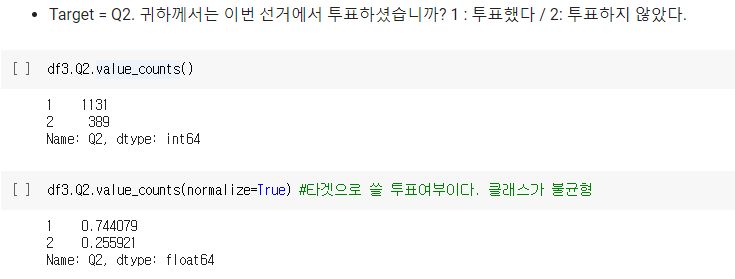 • Target = Q2. 귀하께서는 이번 선거에서 투표하셨습니까? 1 : 투표했다 / 2: 투표하지 않았다.
[ ] df3.Q2.value_counts()
1    1131
2     389
Name: Q2, dtype: int64
[ ] df3.Q2.value_counts(normalize=True) #타겟으로 쓸 투표여부이다. 클래스가 불균형
1    0.744079
2    0.255921
Name: Q2, dtype: float64